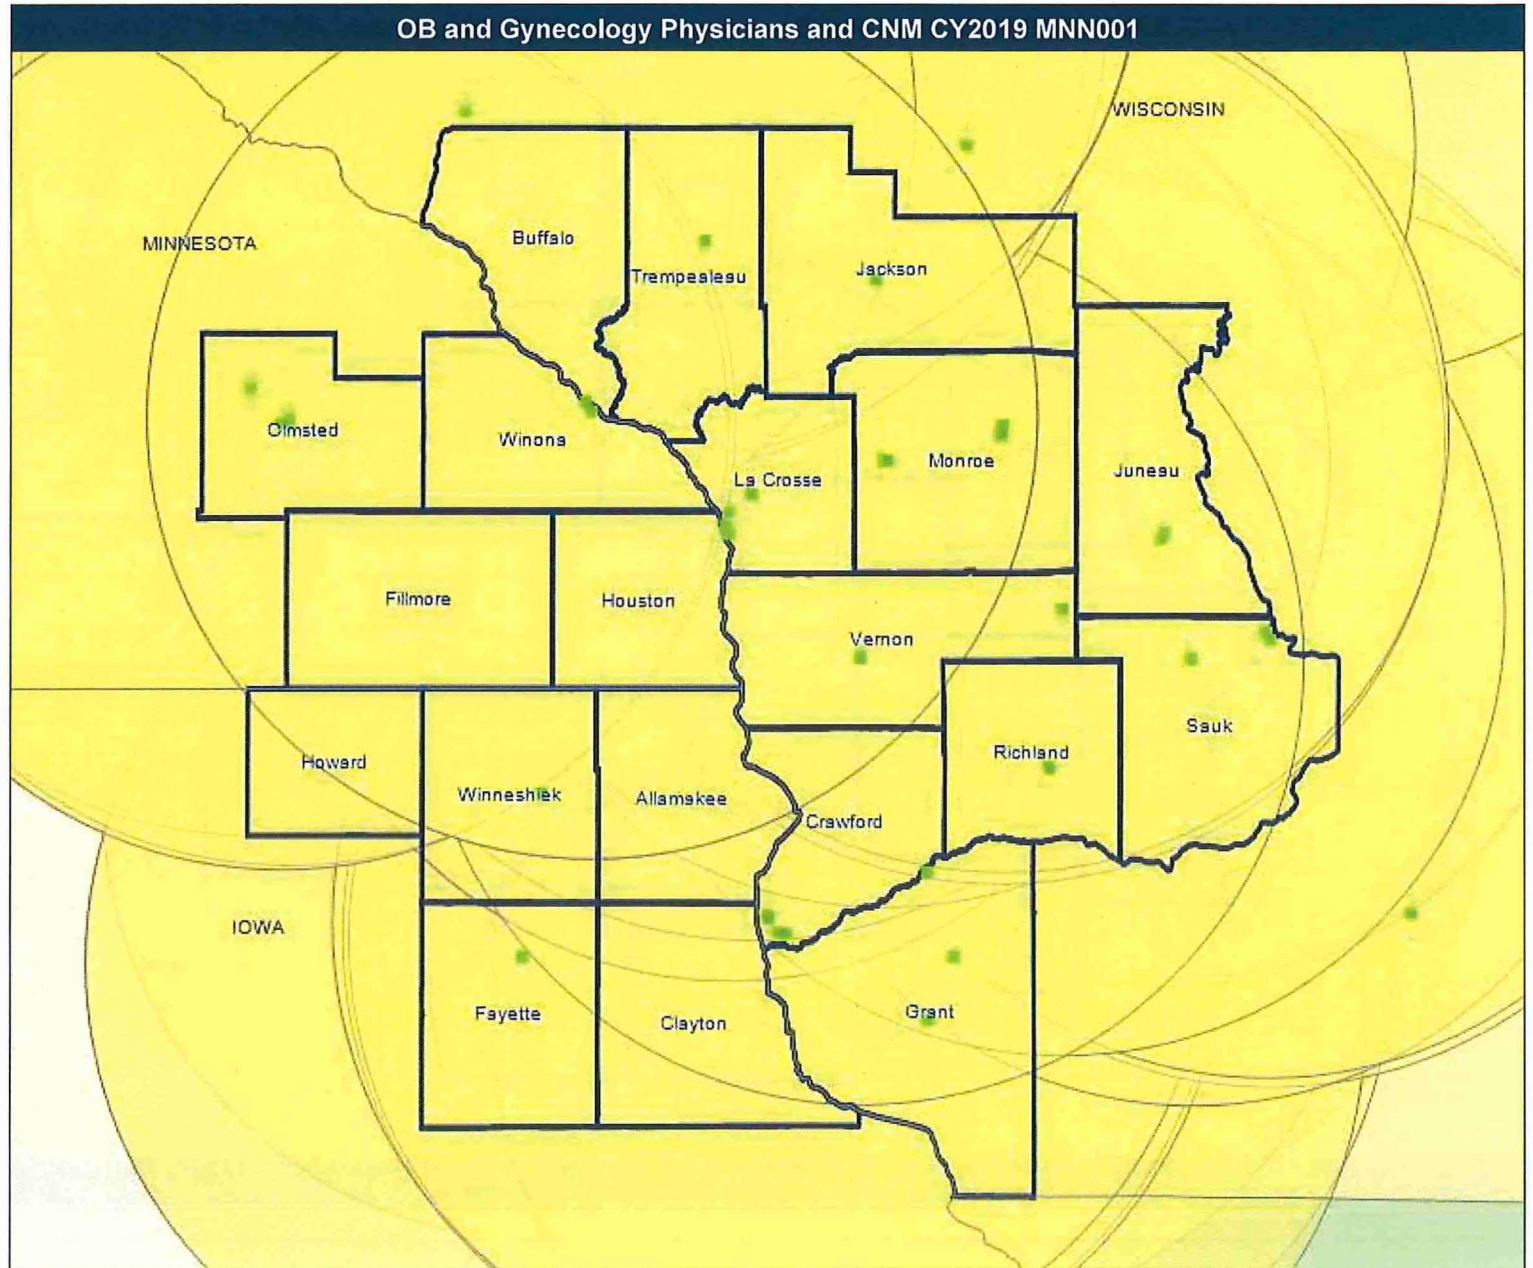 OB and Gynecology Physicians and CNM CY2019 MNN001
WISCONSIN
MINNESOTA
Buffalo
Trempealeau
Jackson
Olmsted
Winona
La Crosse
Monroe
Juneau
Fillmore
Houston
Vernon
Sauk
Richland
Howard
Winneshiek
Allamakee
Crawford
IOWA
Fayette
Clayton
Grant